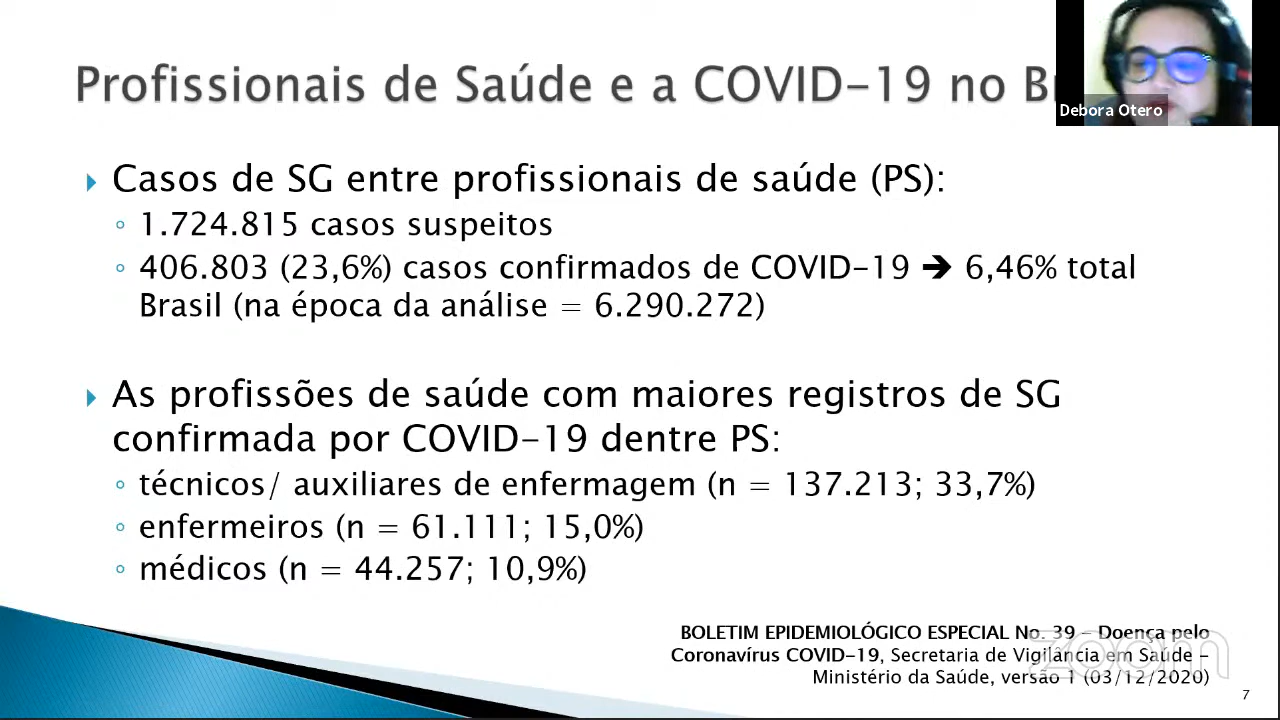 Profissionais de Saúde e a COVID-19 no B
Debora Otero
Casos de SG entre profissionais de saúde (PS):
1.724.815 casos suspeitos
406.803 (23,6%) casos confirmados de COVID-19 ➔ 6,46% total
Brasil (na época da análise = 6.290.272)
As profissões de saúde com maiores registros de SG
confirmada por COVID-19 dentre PS:
técnicos/ auxiliares de enfermagem (n = 137.213; 33,7%)
enfermeiros (n = 61.111; 15,0%)
médicos (n = 44.257; 10,9%)
BOLETIM EPIDEMIOLÓGICO ESPECIAL No. 39 – Doença pelo
Coronavírus COVID-19, Secretaria de Vigilância em Saúde –
Ministério da Saúde, versão 1 (03/12/2020)
zoom
7